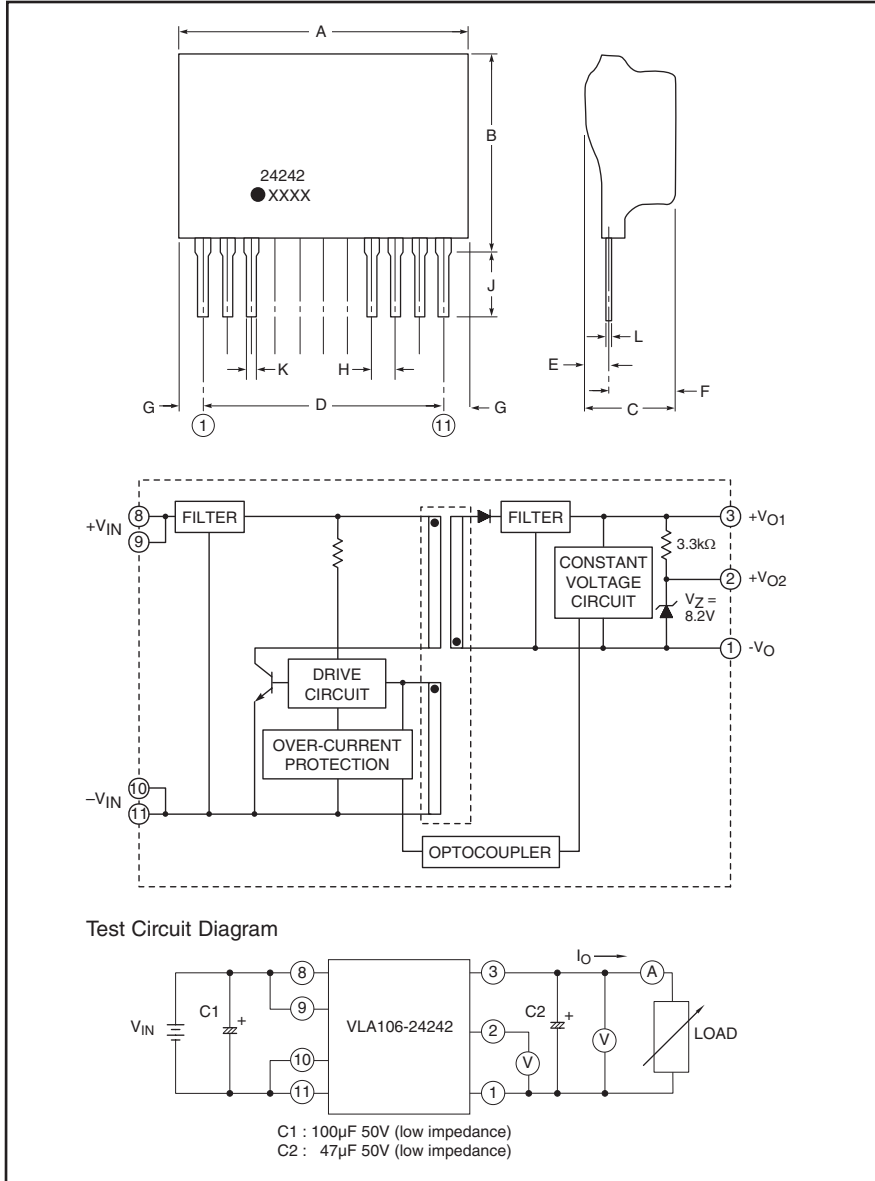 A
B
24242
●XXXX
J
K
H
L
E
F
G
D
G
C
1
11
8
+VIN
9
FILTER
FILTER
3
+VO1
3.3kΩ
CONSTANT
VOLTAGE
CIRCUIT
2
+VO2
VZ =
8.2V
1
-VO
DRIVE
CIRCUIT
OVER-CURRENT
PROTECTION
10
–VIN
11
OPTOCOUPLER
Test Circuit Diagram
IO
8
3
A
9
C1
+
C2
+
VIN
VLA106-24242
2
V
V
LOAD
10
11
1
C1 : 100µF 50V (low impedance)
C2 : 47µF 50V (low impedance)